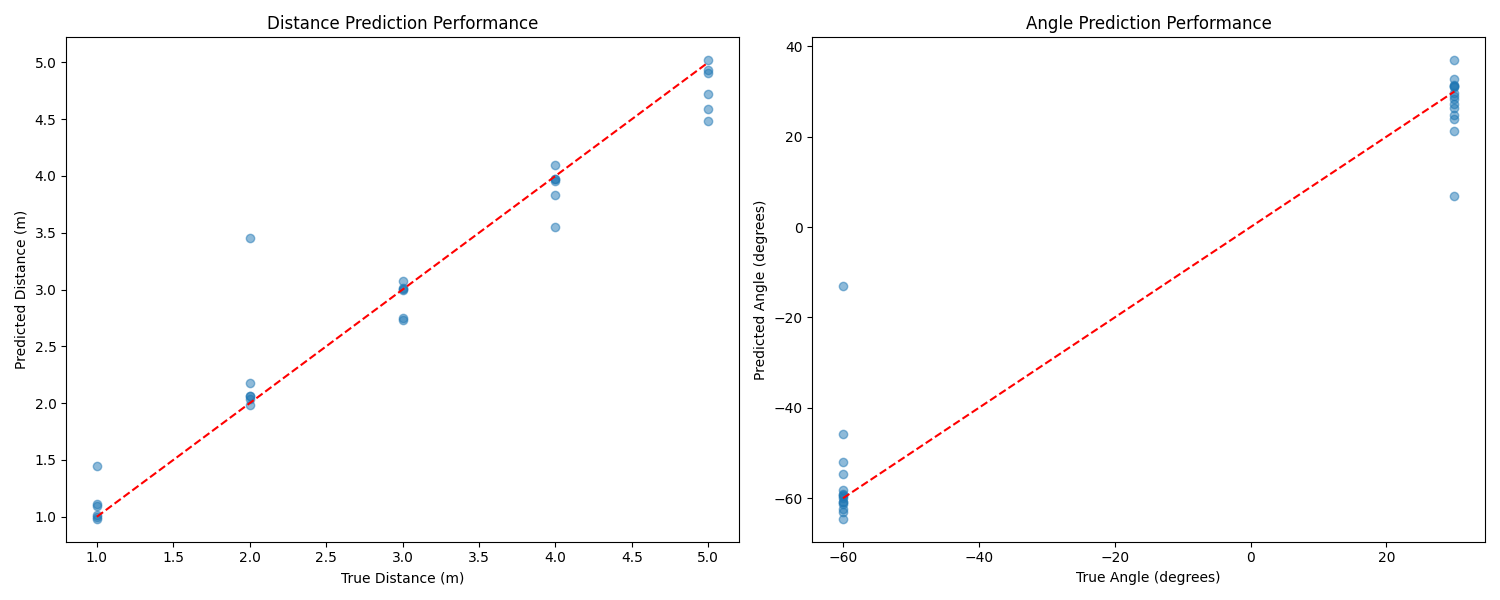 Distance Prediction Performance
5.0
4.5
4.0
3.5
3.0
2.5
2.0
1.5
1.0
Predicted Distance (m)
1.0 1.5 2.0 2.5 3.0 3.5 4.0 4.5 5.0
True Distance (m)
Angle Prediction Performance
40
20
0
−20
−40
−60
Predicted Angle (degrees)
−60 −40 −20 0 20
True Angle (degrees)